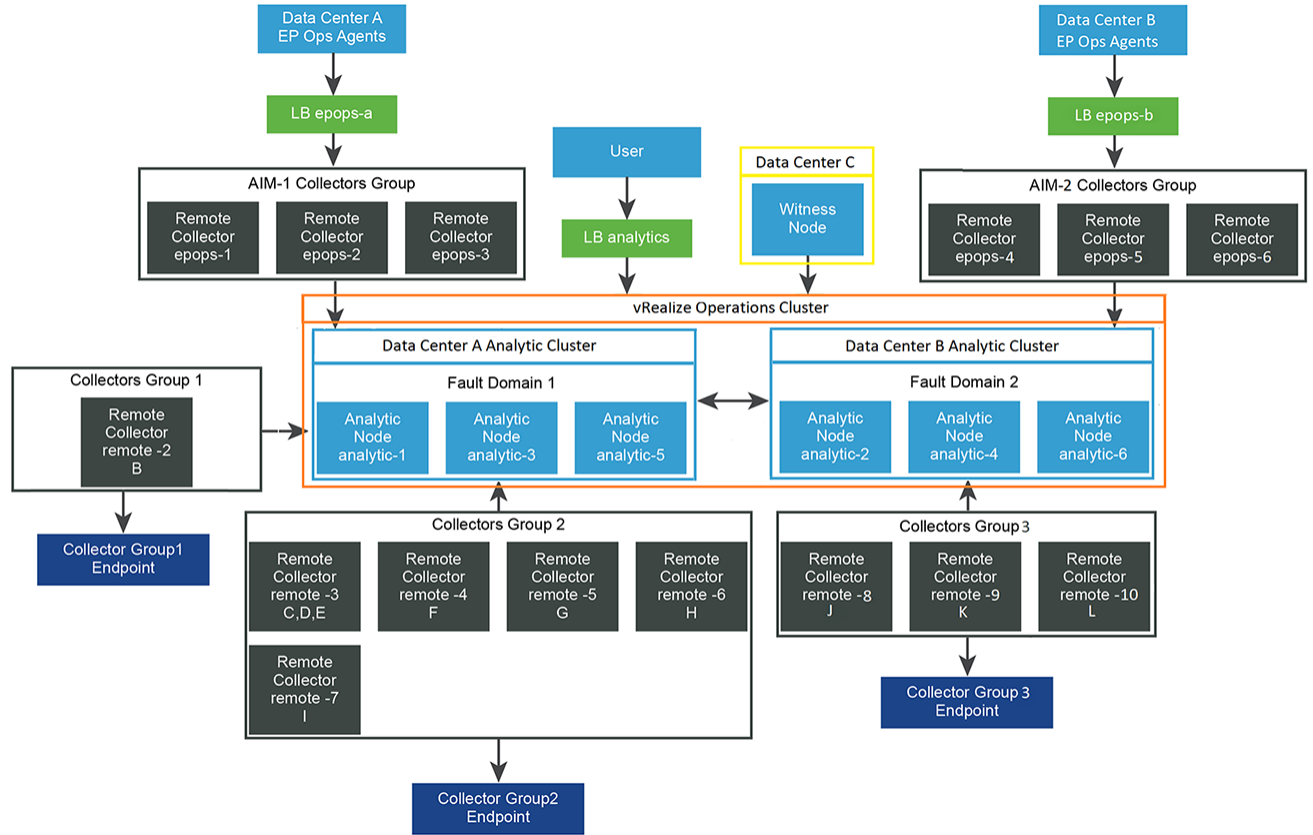 Data Center A
EP Ops Agents
LB epops-a
AIM-1 Collectors Group
Remote
Collector
epops-1
Remote
Collector
epops-2
Remote
Collector
epops-3
User
LB analytics
Data Center C
Witness
Node
Data Center B
EP Ops Agents
LB epops-b
AIM-2 Collectors Group
Remote
Collector
epops-4
Remote
Collector
epops-5
Remote
Collector
epops-6
vRealize Operations Cluster
Data Center A Analytic Cluster
Fault Domain 1
Analytic
Node
analytic-1
Analytic
Node
analytic-3
Analytic
Node
analytic-5
Data Center B Analytic Cluster
Fault Domain 2
Analytic
Node
analytic-2
Analytic
Node
analytic-4
Analytic
Node
analytic-6
Collectors Group 1
Remote
Collector
remote -2
B
Collector Group1
Endpoint
Collectors Group 2
Remote
Collector
remote -3
C,D,E
Remote
Collector
remote -4
F
Remote
Collector
remote -5
G
Remote
Collector
remote -6
H
Remote
Collector
remote -7
I
Collector Group2
Endpoint
Collectors Group 3
Remote
Collector
remote -8
J
Remote
Collector
remote -9
K
Remote
Collector
remote -10
L
Collector Group 3
Endpoint